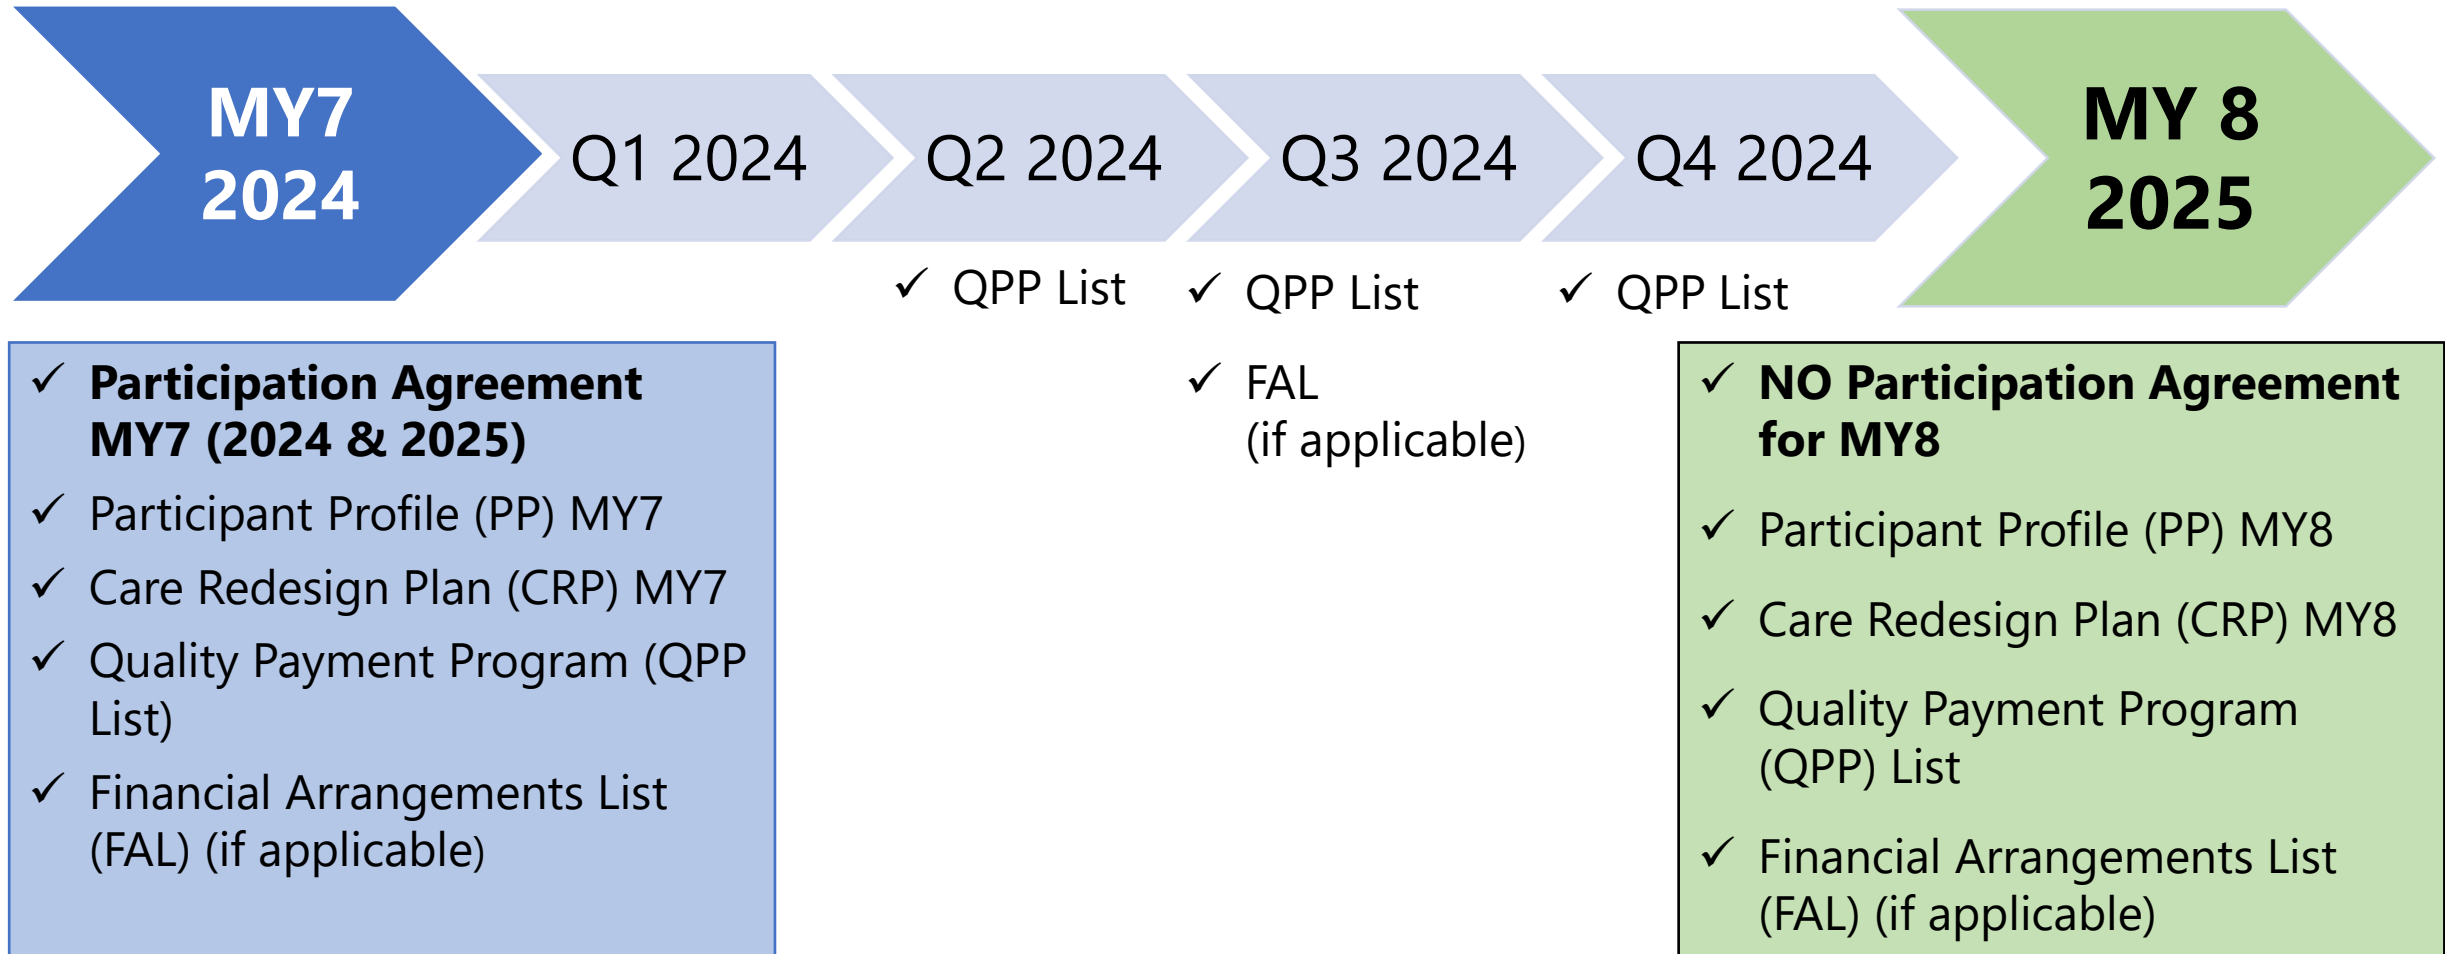 MY7
2024
Q1 2024
Q2 2024
Q3 2024
Q4 2024
MY 8
2025
✓ QPP List
✓ QPP List
✓ QPP List
✓ FAL
(if applicable)
✓ Participation Agreement
MY7 (2024 & 2025)
✓ Participant Profile (PP) MY7
✓ Care Redesign Plan (CRP) MY7
✓ Quality Payment Program (QPP
List)
✓ Financial Arrangements List
(FAL) (if applicable)
✓ NO Participation Agreement
for MY8
✓ Participant Profile (PP) MY8
✓ Care Redesign Plan (CRP) MY8
✓ Quality Payment Program
(QPP) List
✓ Financial Arrangements List
(FAL) (if applicable)